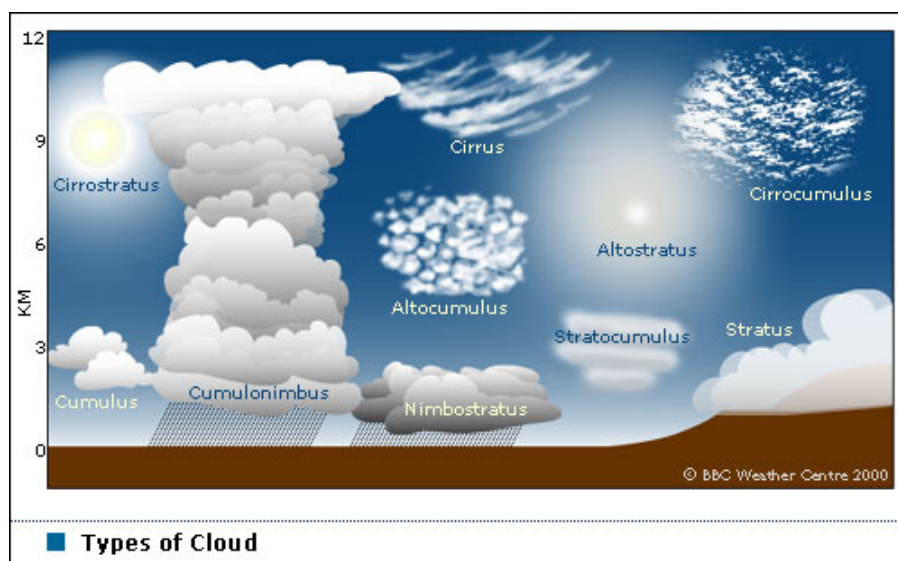 12
Cirrus
9
Cirrostratus
Cirrocumulus
6
Altostratus
KM
Altocumulus
Stratus
Stratocumulus
3
Cumulus
Cumulonimbus
Nimbostratus
0
© BBC Weather Centre 2000
Types of Cloud